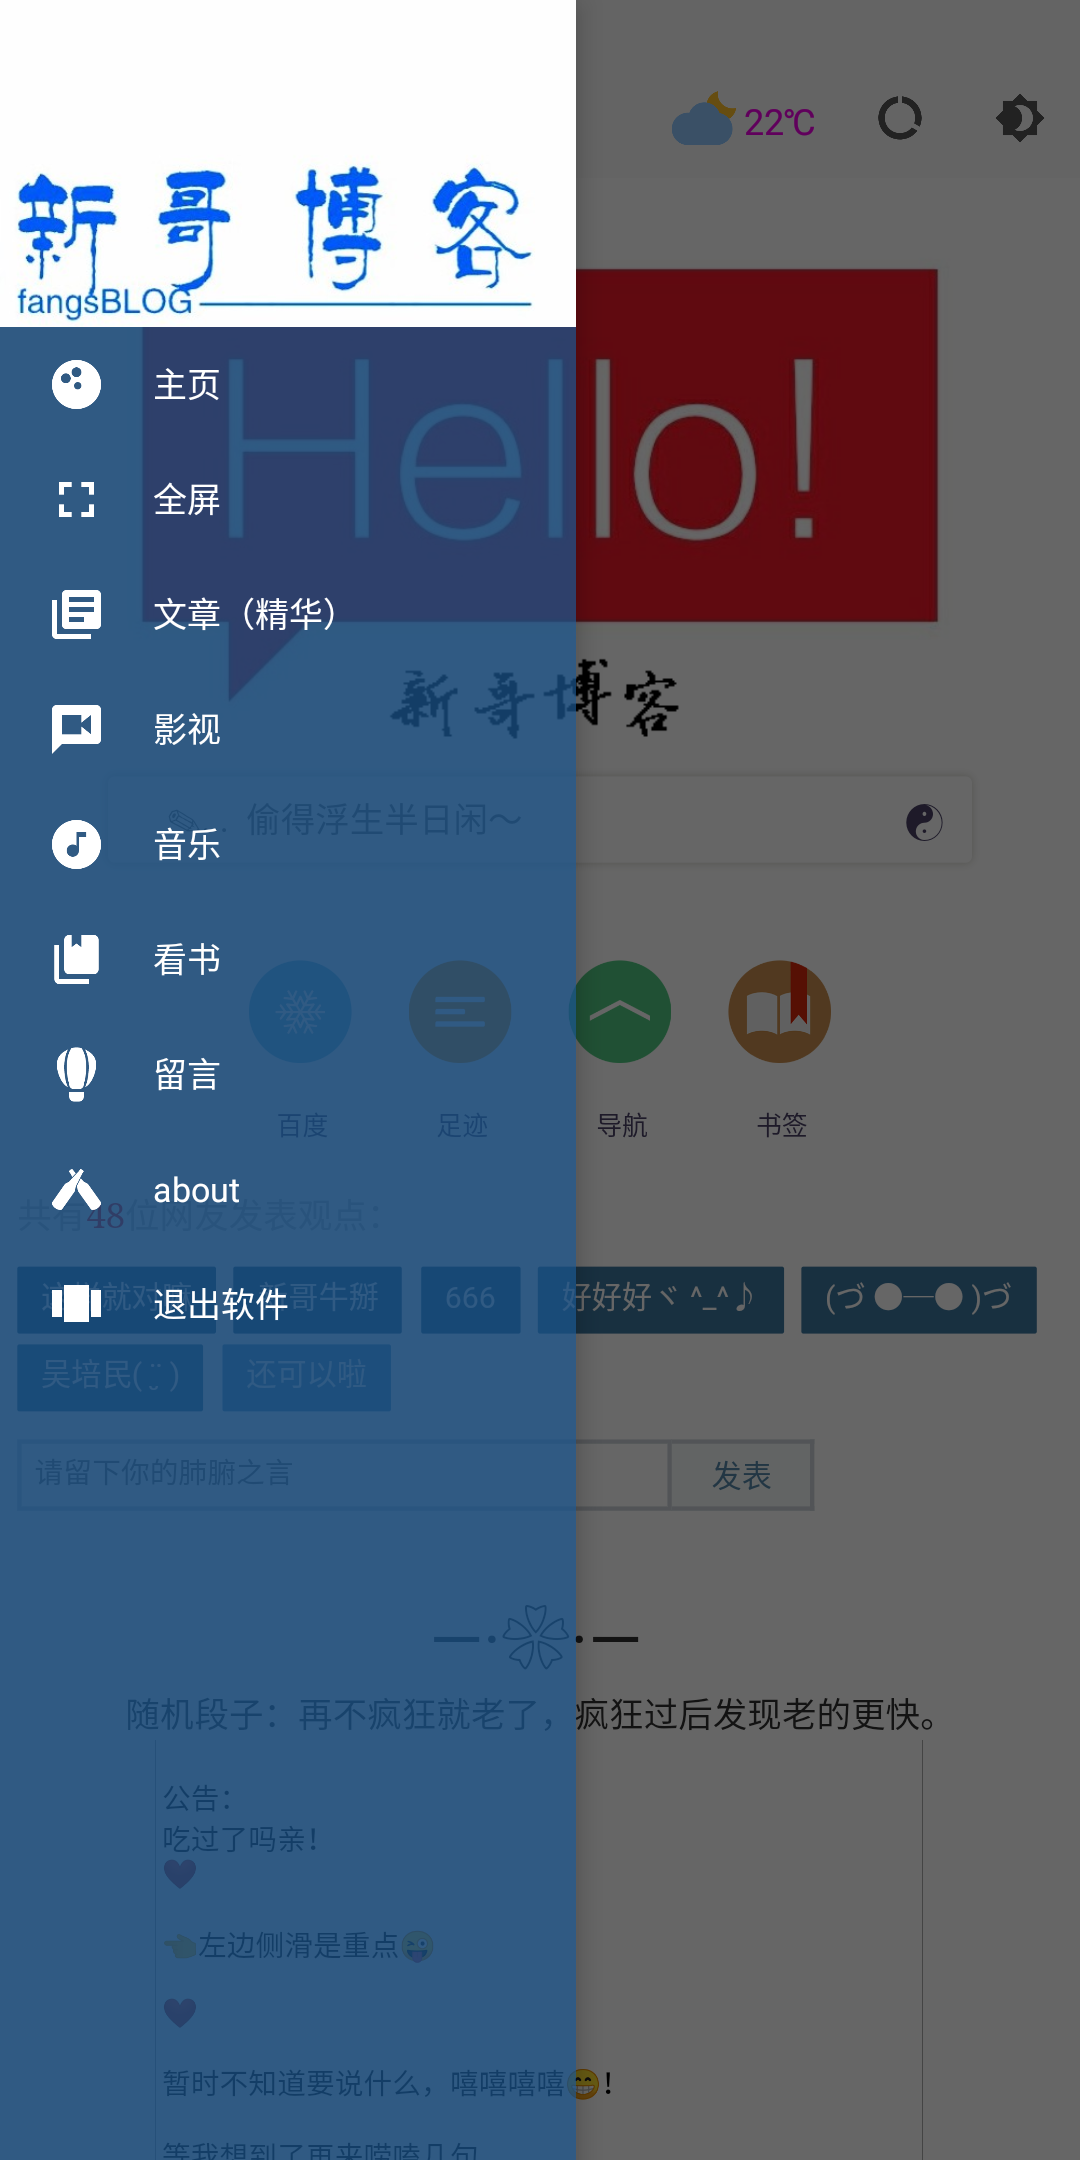 22℃
新哥博客
fangsBLOG
Hello!
主页
全屏
文章（精华）
新哥博客
影视
偷得浮生半日闲～
音乐
看书
留言
百度 足迹 导航 书签
about
共有48位网友发表观点：
新哥牛掰 666 好好好ヾ ^_^♪ (づ ●─● )づ
退出软件
吴培民( ¨̮ ) 还可以啦
请留下你的肺腑之言 发表
随机段子：再不疯狂就老了，疯狂过后发现老的更快。
公告：
吃过了吗亲！
❤
👈左边侧滑是重点😜
❤
暂时不知道要说什么，嘻嘻嘻嘻😁！
等我想到了再来唠嗑几句